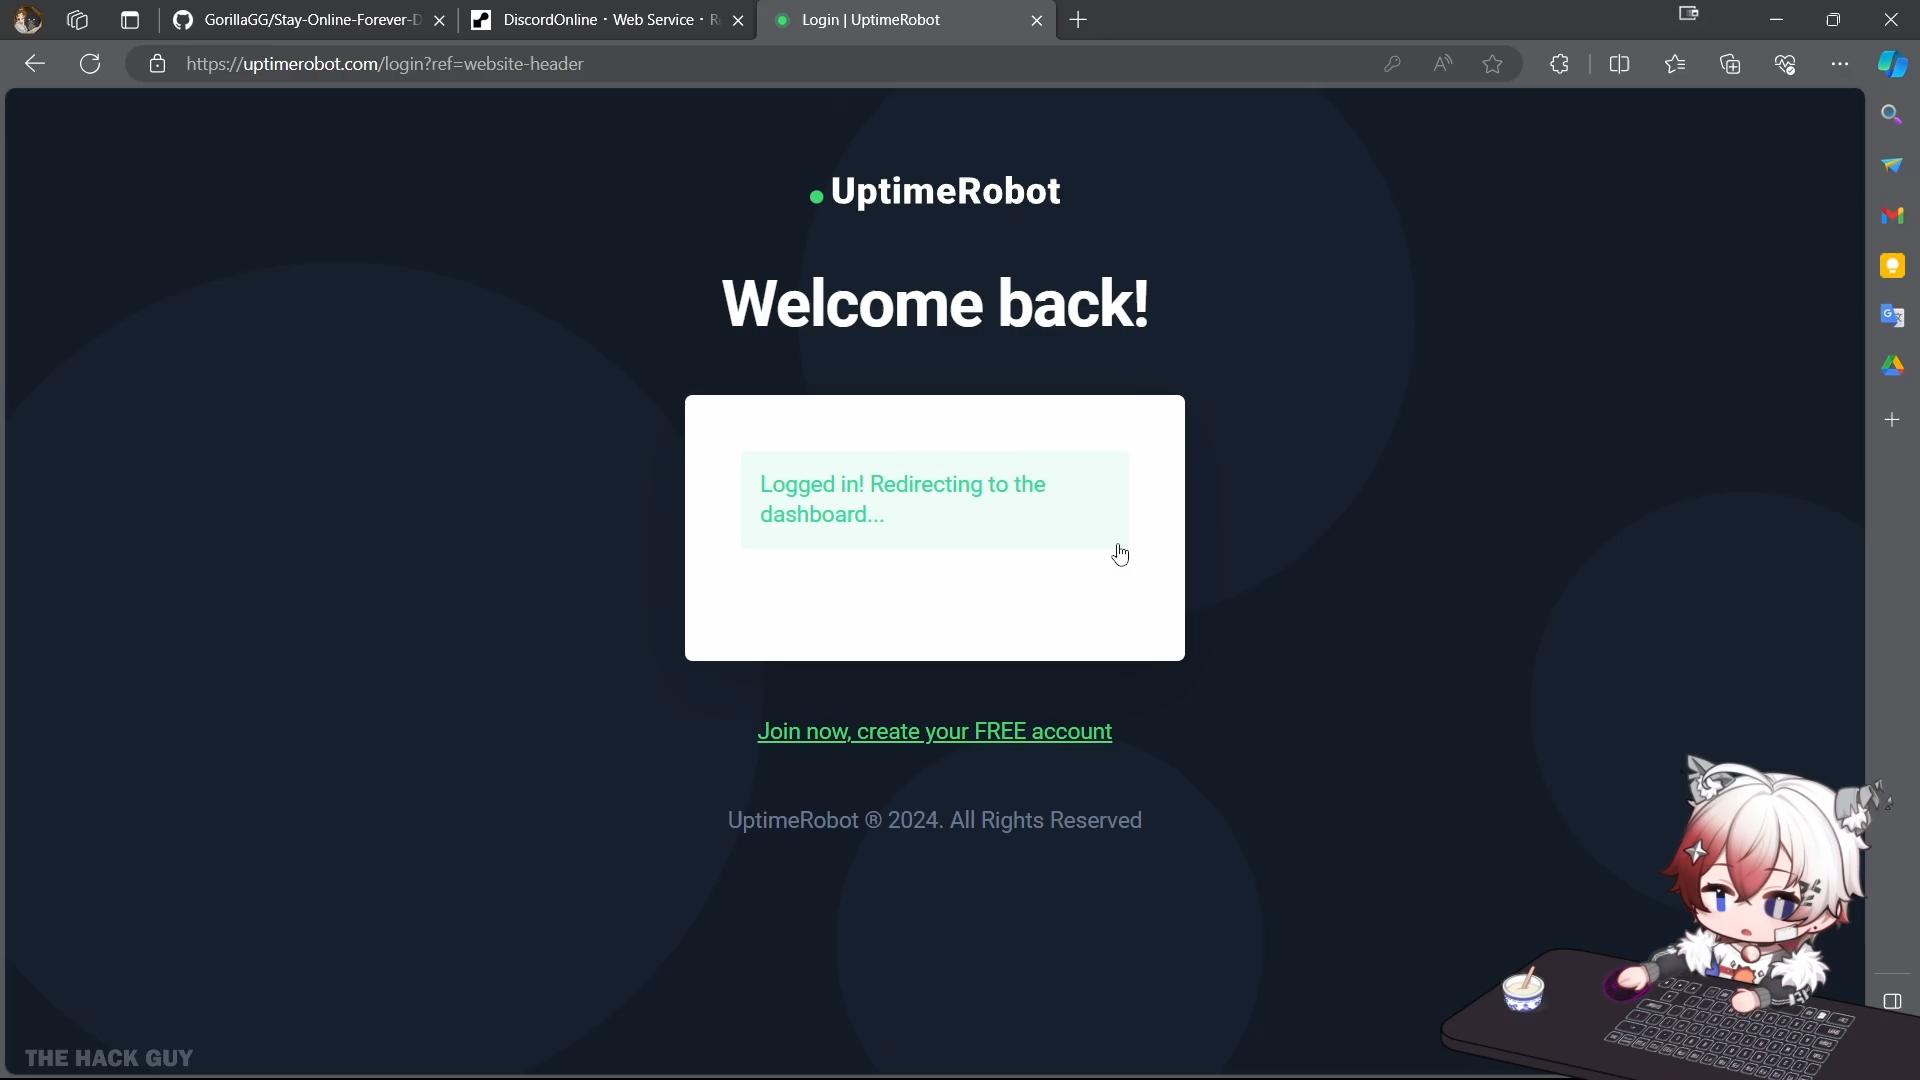 GorillaGG/Stay-Online-Forever-D
DiscordOnline · Web Service · R
Login | UptimeRobot
https://uptimerobot.com/login?ref=website-header
UptimeRobot
Welcome back!
Logged in! Redirecting to the
dashboard...
Join now, create your FREE account
UptimeRobot ® 2024. All Rights Reserved
THE HACK GUY